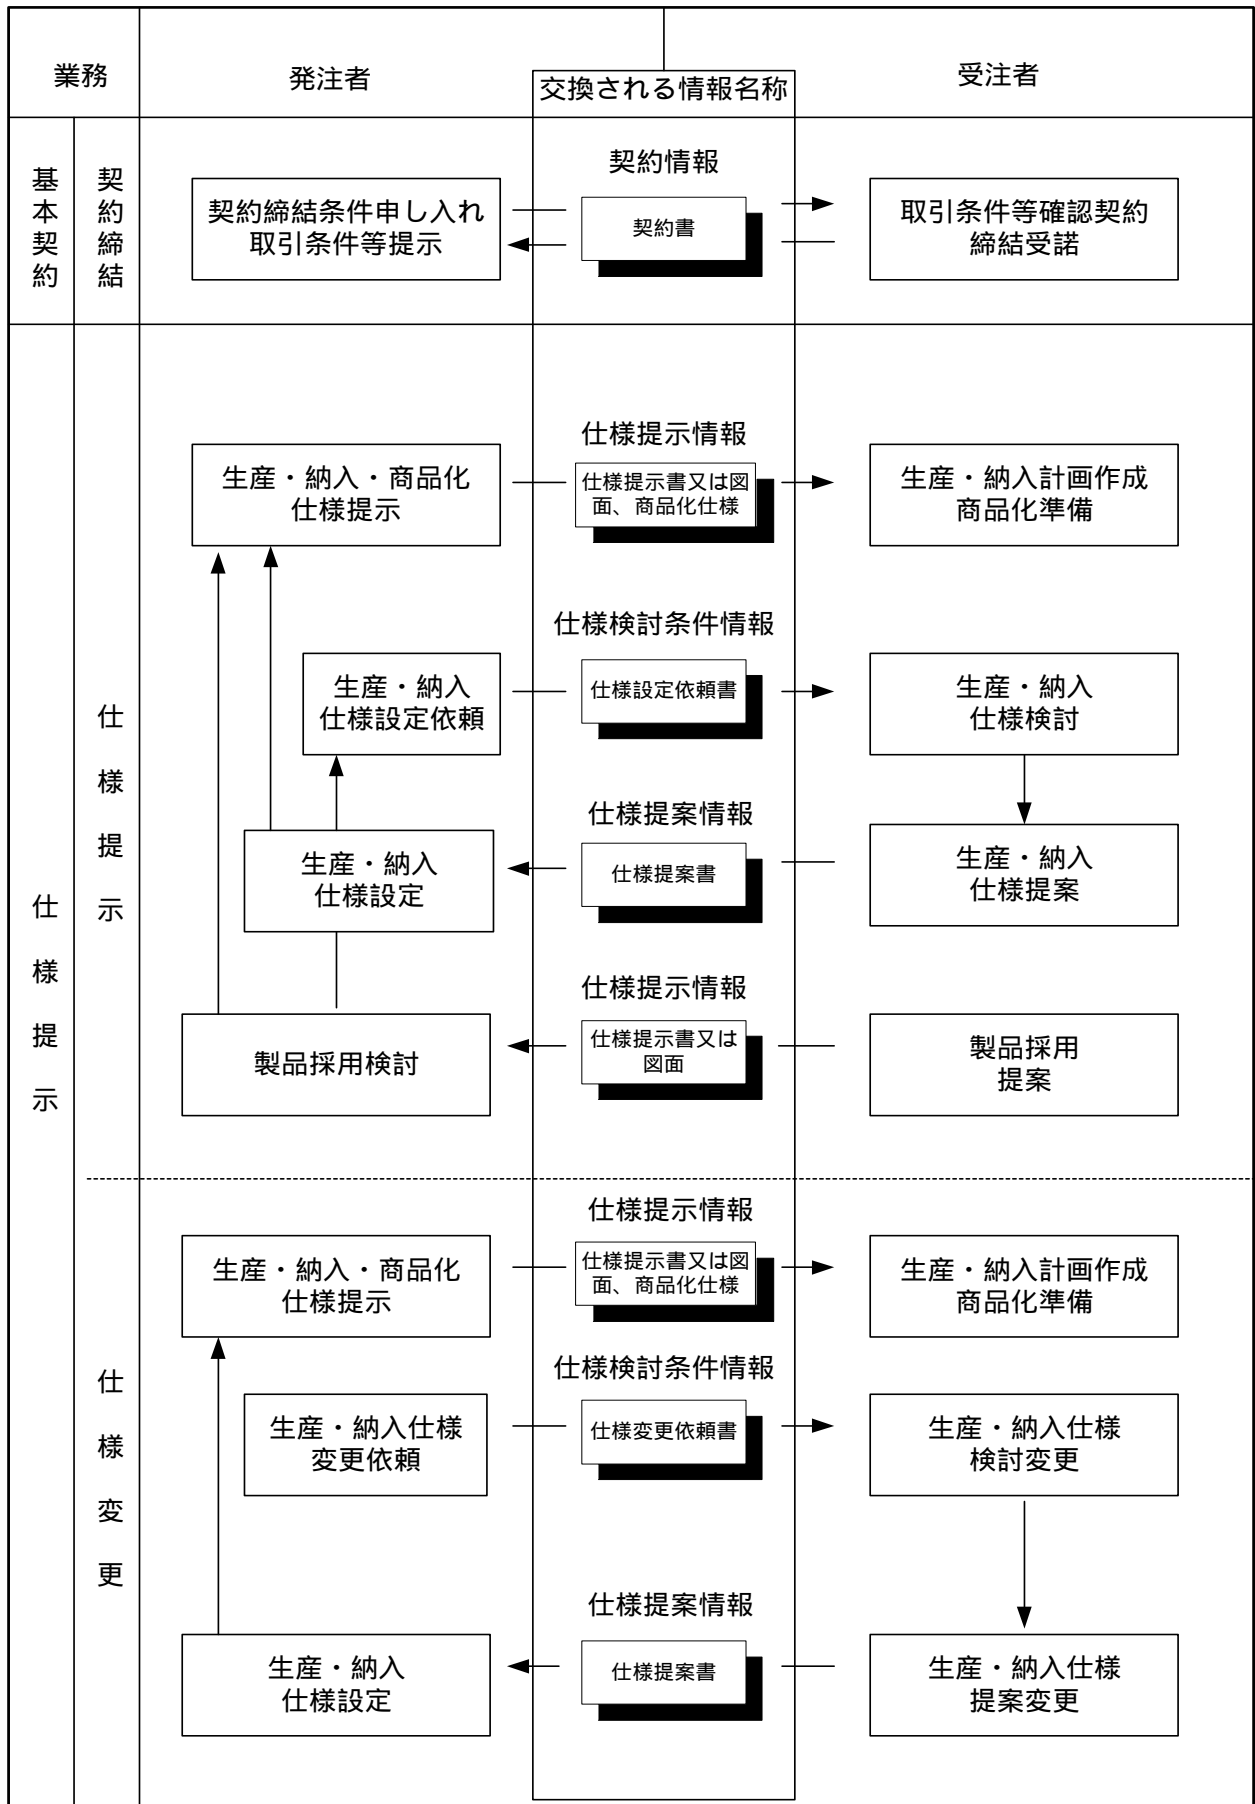 業務
発注者
交換される情報名称
受注者
基本契約
契約締結
契約情報
契約締結条件申し入れ
取引条件等提示
契約書
取引条件等確認契約
締結受諾
仕様提示
仕様提示
仕様提示情報
生産・納入・商品化
仕様提示
仕様提示書又は図
面、商品化仕様
生産・納入計画作成
商品化準備
仕様検討条件情報
生産・納入
仕様設定依頼
仕様設定依頼書
生産・納入
仕様検討
仕様提案情報
生産・納入
仕様設定
仕様提案書
生産・納入
仕様提案
仕様提示情報
製品採用検討
仕様提示書又は
図面
製品採用
提案
仕様変更
仕様提示情報
生産・納入・商品化
仕様提示
仕様提示書又は図
面、商品化仕様
生産・納入計画作成
商品化準備
仕様検討条件情報
生産・納入仕様
変更依頼
仕様変更依頼書
生産・納入仕様
検討変更
仕様提案情報
生産・納入
仕様設定
仕様提案書
生産・納入仕様
提案変更